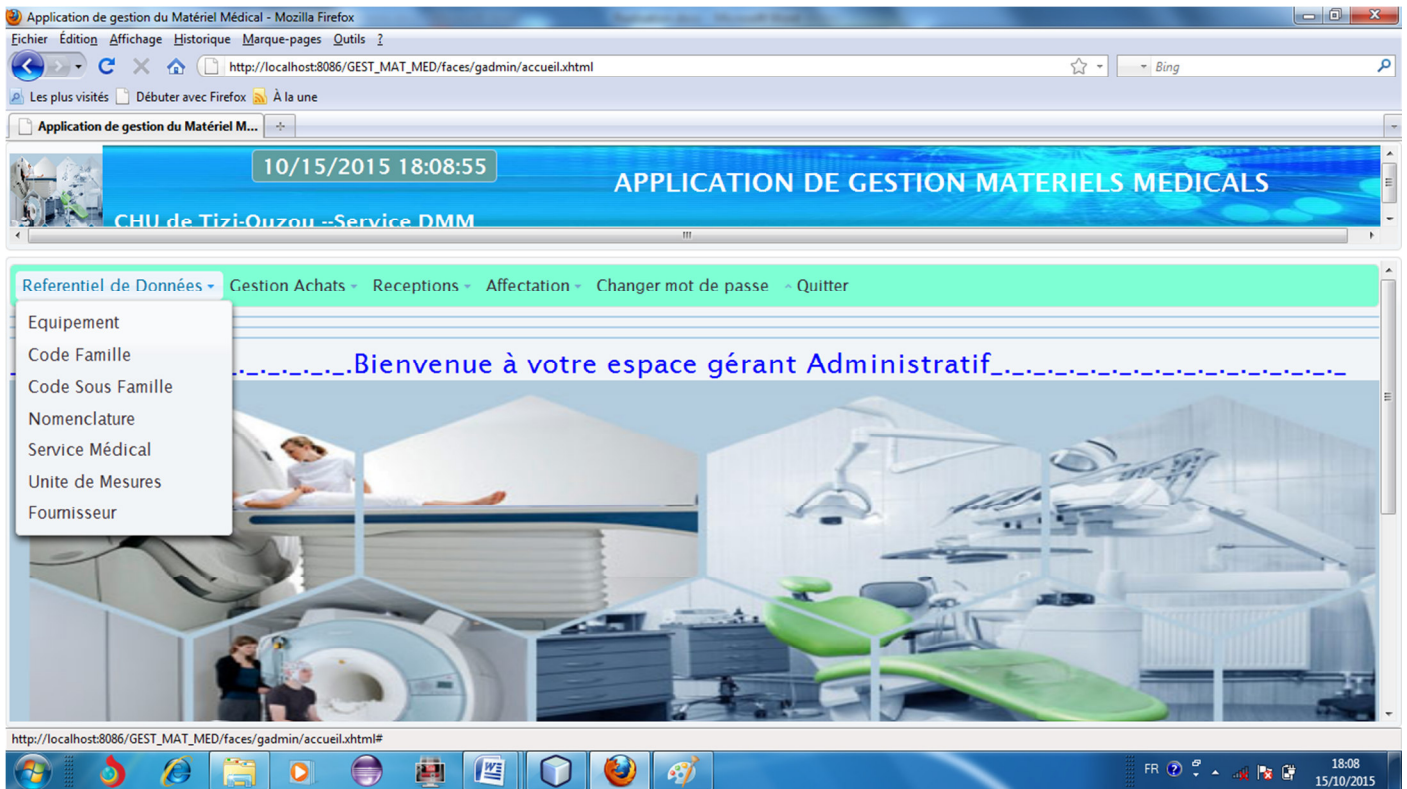 Application de gestion du Matériel Médical - Mozilla Firefox
Fichier Édition Affichage Historique Marque-pages Outils ?
http://localhost:8086/GEST_MAT_MED/faces/gadmin/accueil.xhtml
Bing
Les plus visités Débuter avec Firefox À la une
Application de gestion du Matériel M...
10/15/2015 18:08:55
APPLICATION DE GESTION MATERIELS MEDICALS
CHU de Tizi-Ouzou --Service DMM
Referentiel de Données Gestion Achats Receptions Affectation Changer mot de passe Quitter
Equipement
Code Famille
_._._._._._.Bienvenue à votre espace gérant Administratif_._._._._._._._._._._._._._._._._
Code Sous Famille
Nomenclature
Service Médical
Unite de Mesures
Fournisseur
http://localhost:8086/GEST_MAT_MED/faces/gadmin/accueil.xhtml#
FR
18:08
15/10/2015